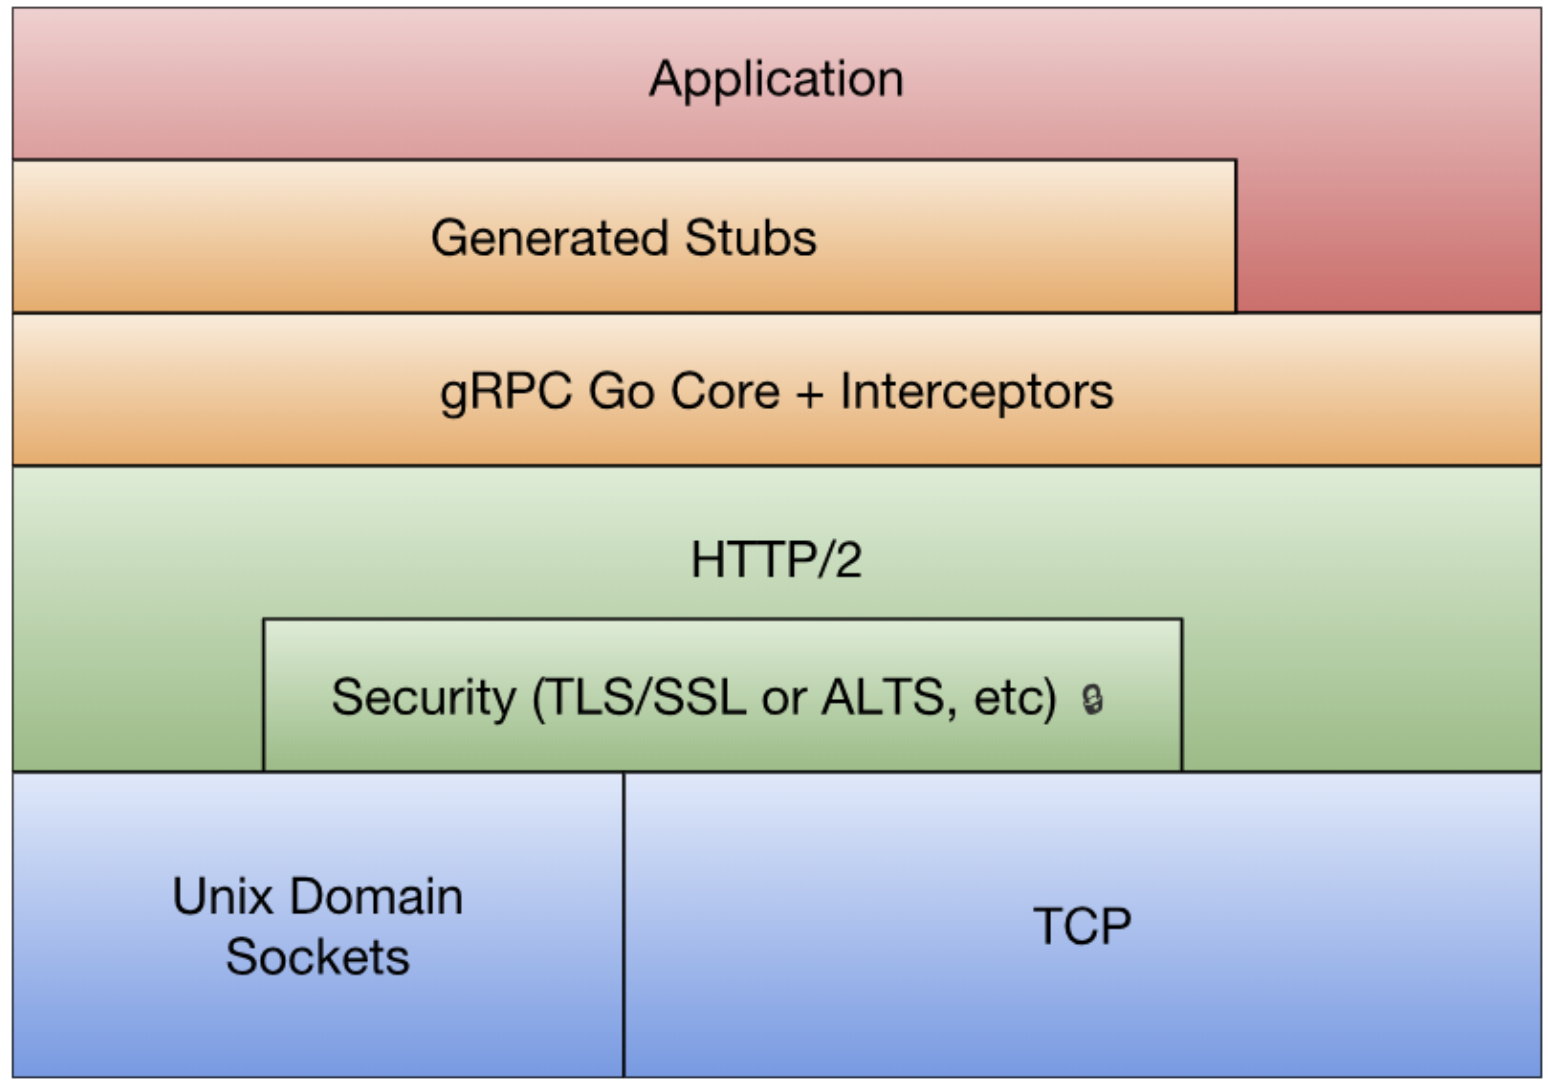 Application
Generated Stubs
gRPC Go Core + Interceptors
HTTP/2
Security (TLS/SSL or ALTS, etc)
Unix Domain
Sockets
TCP